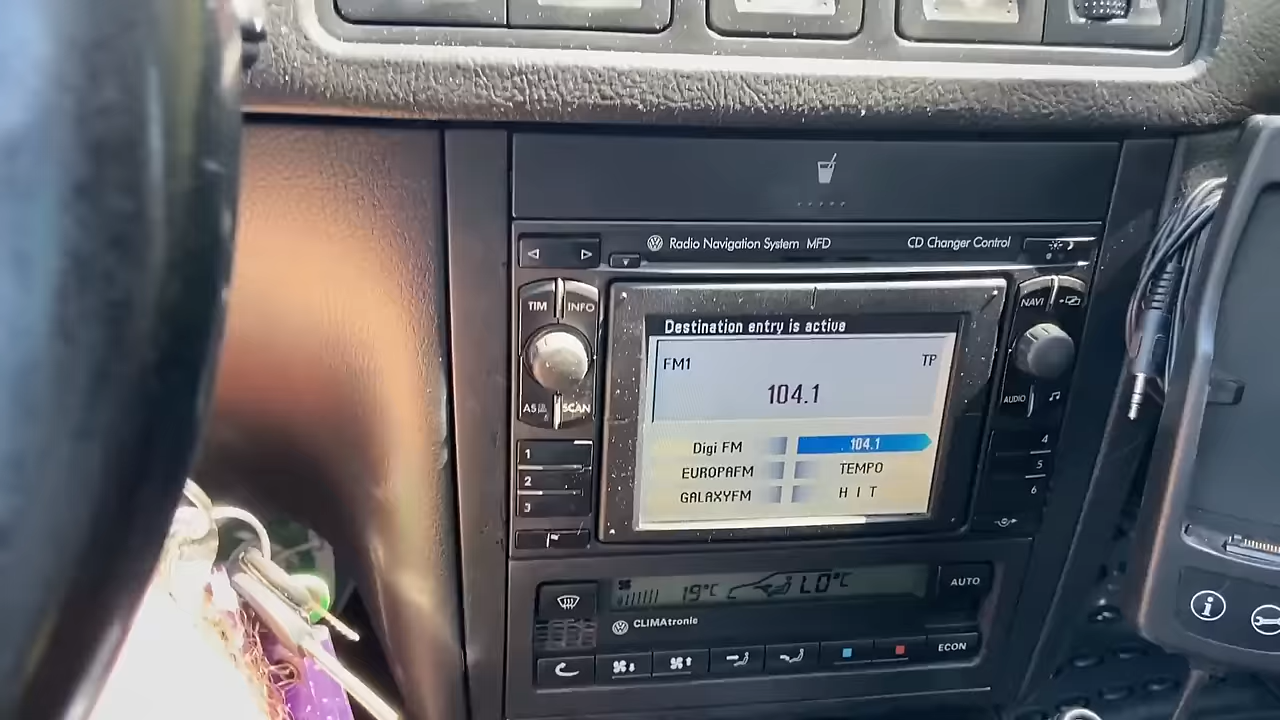 Radio Navigation System MFD CD Changer Control
TIM INFO
NAVI
Destination entry is active
FM1 TP
104.1
AS SCAN
AUDIO
Digi FM 104.1
EUROPAFM TEMPO
GALAXYFM H I T
1
2
3
4
5
6
19°C LO°C
AUTO
CLIMAtronic
ECON
i